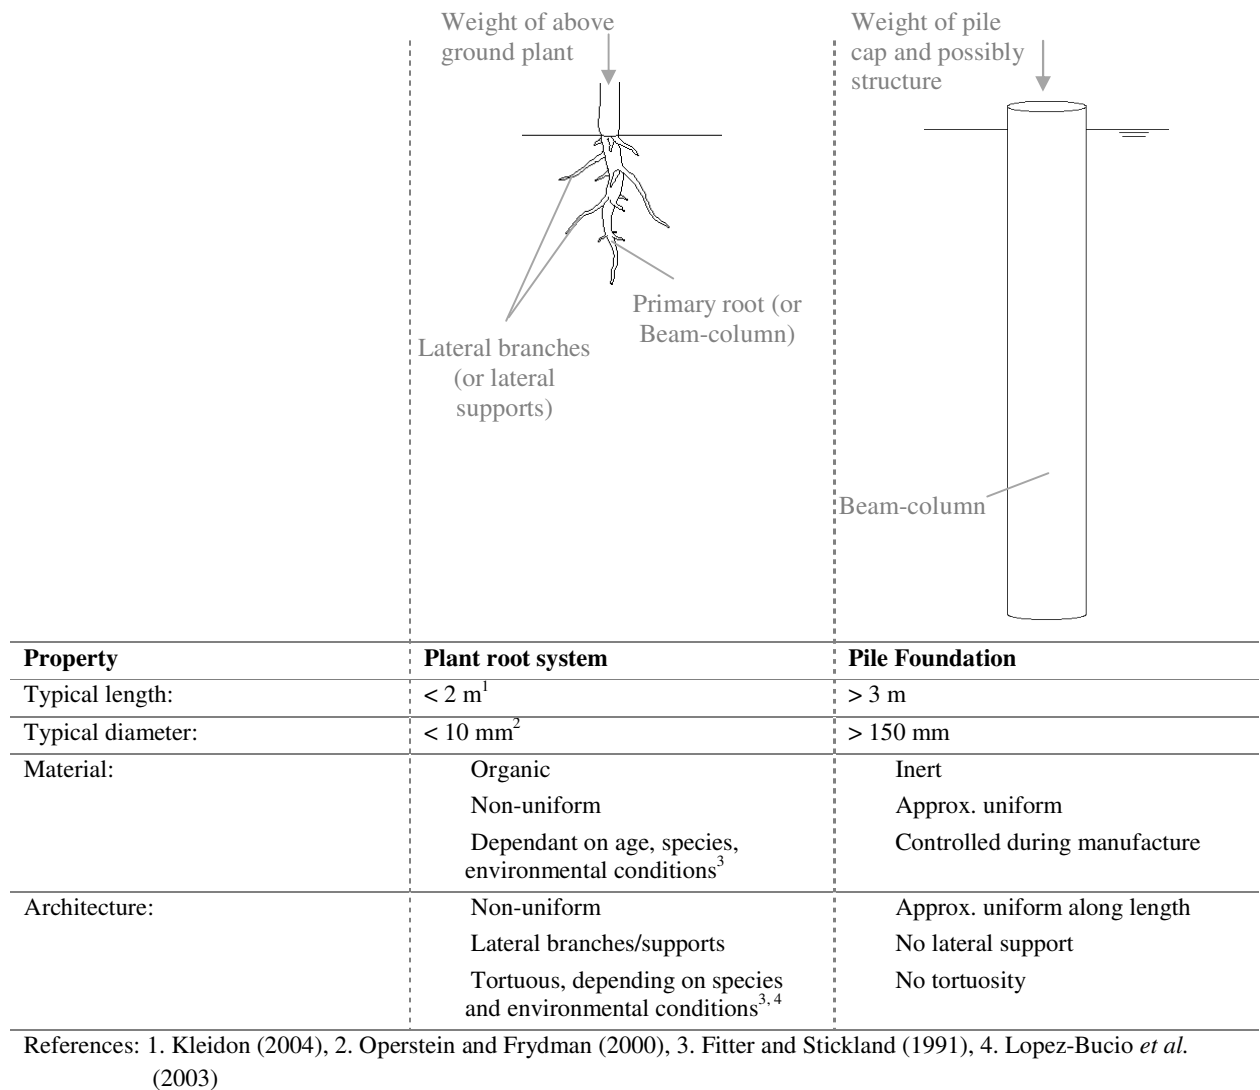 Weight of above
ground plant
Weight of pile
cap and possibly
structure
Primary root (or
Beam-column)
Lateral branches
(or lateral
supports)
Beam-column
Property Plant root system Pile Foundation
Typical length: < 2 m1 > 3 m
Typical diameter: < 10 mm2 > 150 mm
Material: Organic Inert
Non-uniform Approx. uniform
Dependant on age, species, Controlled during manufacture
environmental conditions3
Architecture: Non-uniform Approx. uniform along length
Lateral branches/supports No lateral support
Tortuous, depending on species No tortuosity
and environmental conditions3, 4
References: 1. Kleidon (2004), 2. Operstein and Frydman (2000), 3. Fitter and Stickland (1991), 4. Lopez-Bucio et al.
(2003)